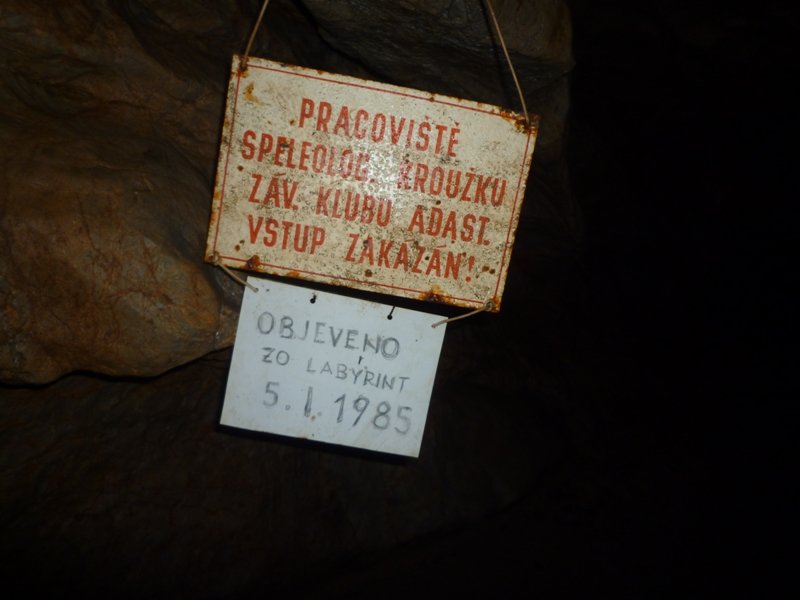 PRACOVIŠTĚ
SPELEOLOG. KROUŽKU
ZÁV. KLUBU ADAST.
VSTUP ZAKÁZÁN!
OBJEVENO
ZO LABYRINT
5.1.1985